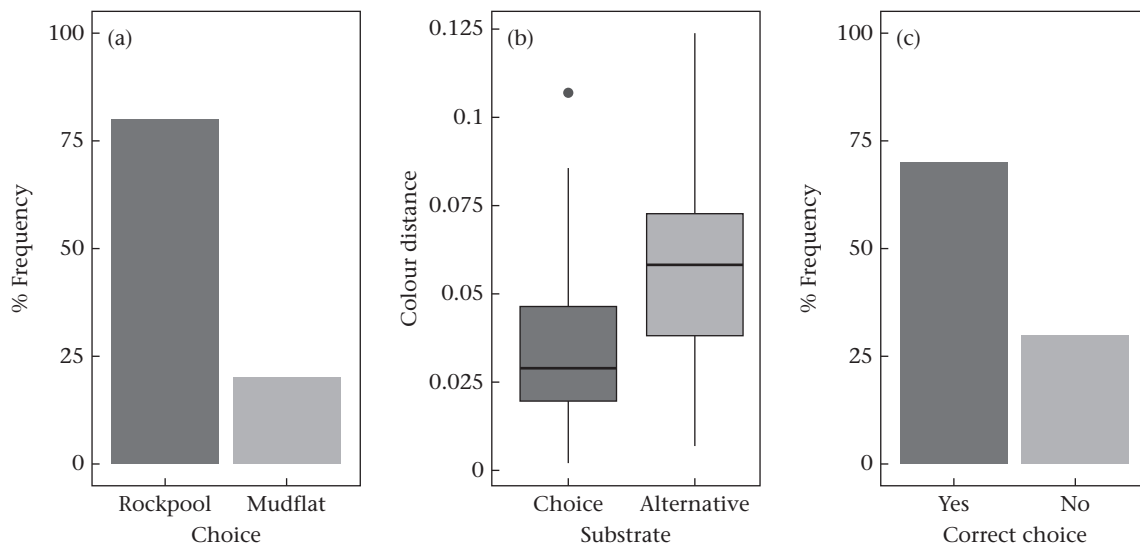 (a)
100
75
50
25
0
% Frequency
Rockpool Mudflat
Choice
(b)
0.125
0.1
0.075
0.05
0.025
0
Colour distance
Choice Alternative
Substrate
(c)
100
75
50
25
0
% Frequency
Yes No
Correct choice